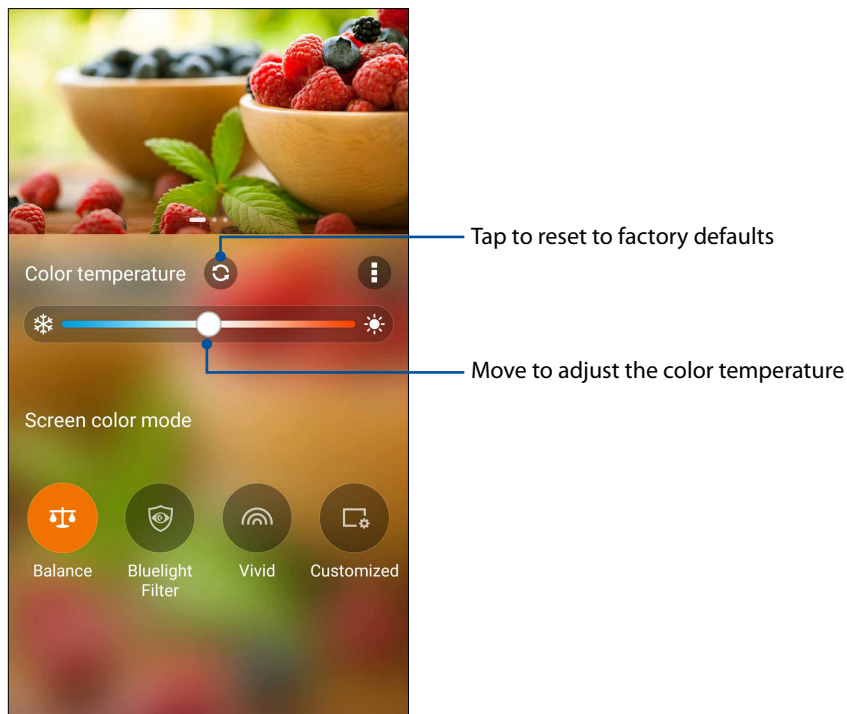 Tap to reset to factory defaults
Color temperature
Move to adjust the color temperature
Screen color mode
Balance
Bluelight
Filter
Vivid
Customized